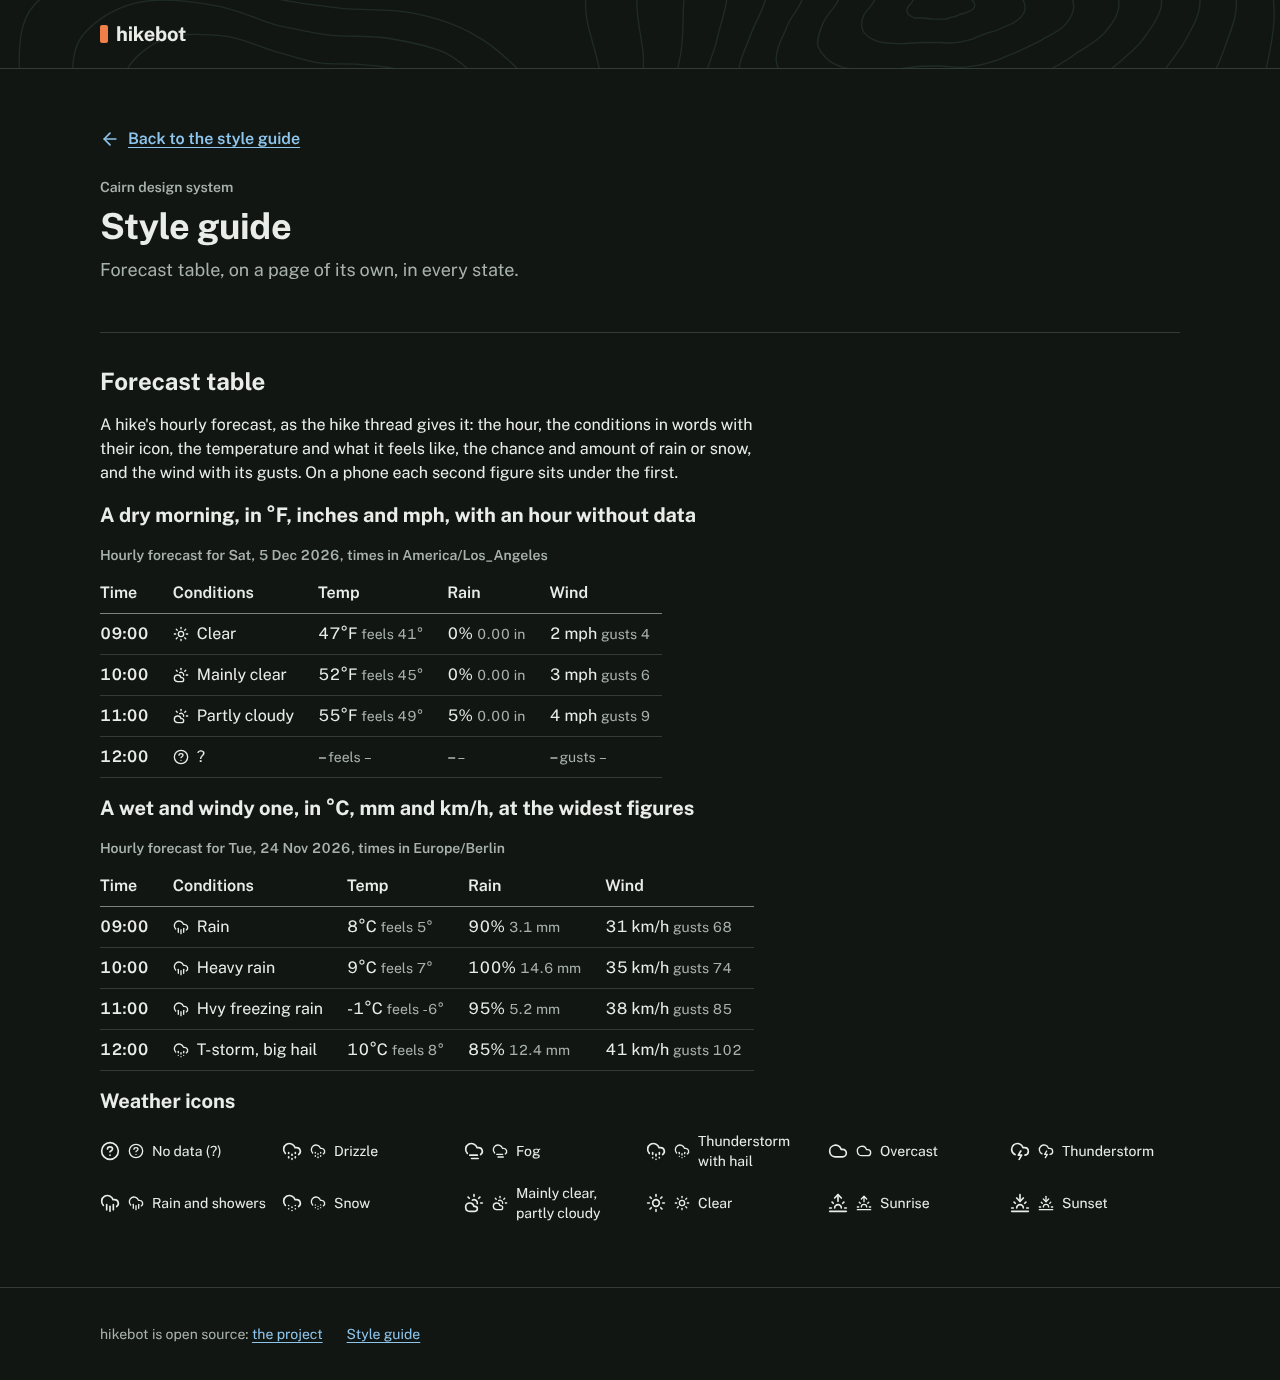 hikebot
Back to the style guide
Cairn design system
Style guide
Forecast table, on a page of its own, in every state.
Forecast table
A hike's hourly forecast, as the hike thread gives it: the hour, the conditions in words with
their icon, the temperature and what it feels like, the chance and amount of rain or snow,
and the wind with its gusts. On a phone each second figure sits under the first.
A dry morning, in °F, inches and mph, with an hour without data
Hourly forecast for Sat, 5 Dec 2026, times in America/Los_Angeles
Time Conditions Temp Rain Wind
09:00 Clear 47°F feels 41° 0% 0.00 in 2 mph gusts 4
10:00 Mainly clear 52°F feels 45° 0% 0.00 in 3 mph gusts 6
11:00 Partly cloudy 55°F feels 49° 5% 0.00 in 4 mph gusts 9
12:00 ? – feels – – – – gusts –
A wet and windy one, in °C, mm and km/h, at the widest figures
Hourly forecast for Tue, 24 Nov 2026, times in Europe/Berlin
Time Conditions Temp Rain Wind
09:00 Rain 8°C feels 5° 90% 3.1 mm 31 km/h gusts 68
10:00 Heavy rain 9°C feels 7° 100% 14.6 mm 35 km/h gusts 74
11:00 Hvy freezing rain -1°C feels -6° 95% 5.2 mm 38 km/h gusts 85
12:00 T-storm, big hail 10°C feels 8° 85% 12.4 mm 41 km/h gusts 102
Weather icons
No data (?) Drizzle Fog Thunderstorm with hail Overcast Thunderstorm
Rain and showers Snow Mainly clear, partly cloudy Clear Sunrise Sunset
hikebot is open source: the project Style guide